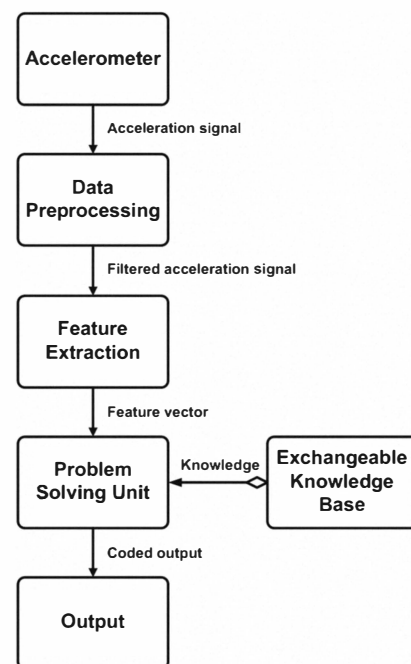 Accelerometer
Acceleration signal
Data
Preprocessing
Filtered acceleration signal
Feature
Extraction
Feature vector
Problem
Solving Unit
Knowledge
Exchangeable
Knowledge
Base
Coded output
Output